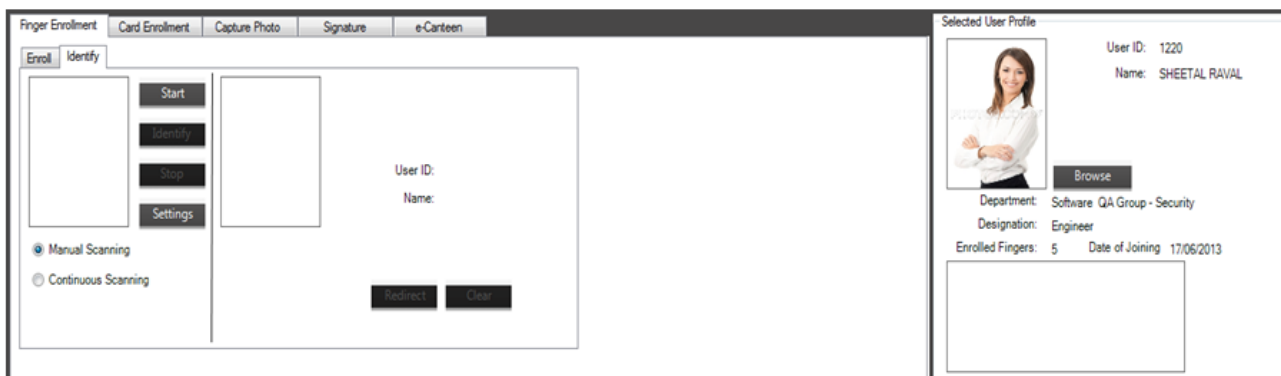 Finger Enrollment Card Enrollment Capture Photo Signature e-Canteen
Enroll Identify
Start
Identify
Stop
Settings
Manual Scanning
Continuous Scanning
User ID:
Name:
Redirect Clear
Selected User Profile
User ID: 1220
Name: SHEETAL RAVAL
Browse
Department: Software QA Group - Security
Designation: Engineer
Enrolled Fingers: 5 Date of Joining 17/06/2013